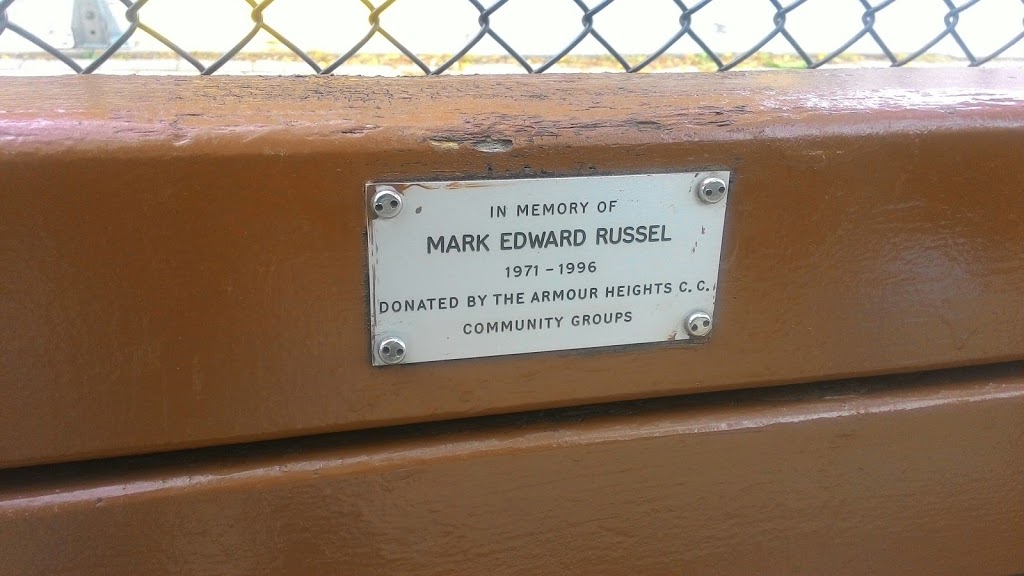 IN MEMORY OF
MARK EDWARD RUSSEL
1971 - 1996
DONATED BY THE ARMOUR HEIGHTS C. C.
COMMUNITY GROUPS